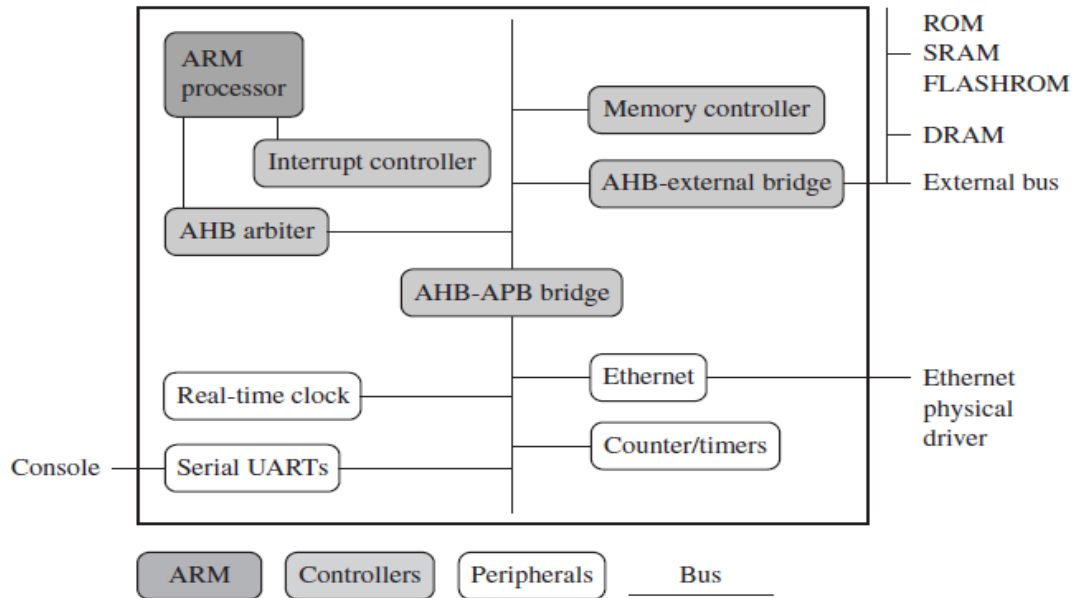 ARM
processor
Interrupt controller
AHB arbiter
Memory controller
AHB-external bridge
ROM
SRAM
FLASHROM
DRAM
External bus
AHB-APB bridge
Real-time clock
Console
Serial UARTs
Ethernet
Counter/timers
Ethernet
physical
driver
ARM
Controllers
Peripherals
Bus